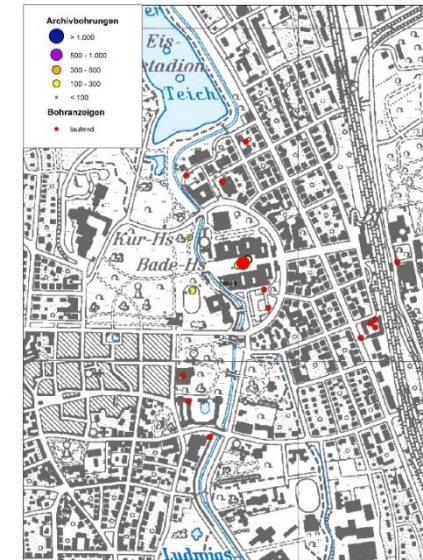 Archivbohrungen
> 1.000
500 - 1.000
300 - 500
100 - 300
< 100
Bohranzeigen
laufend
Eis-
stadion
Teich
Kur-Hs
Bade-Hs
Ludwigs